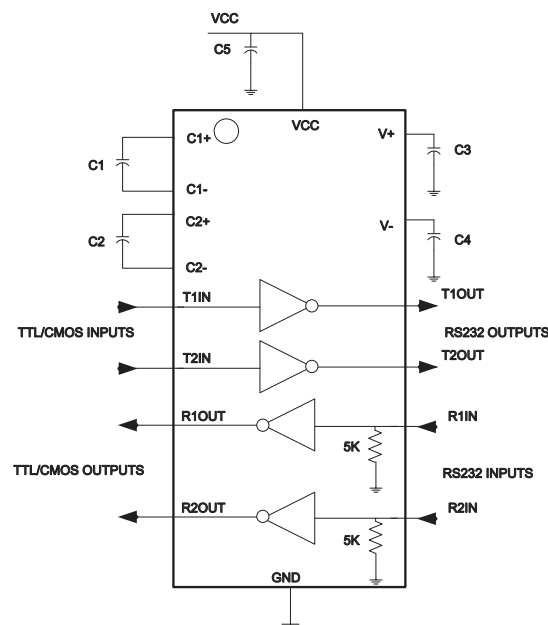 VCC
C5
VCC
C1+
V+
C1
C3
C1-
C2+
V-
C2
C4
C2-
T1IN
T1OUT
TTL/CMOS INPUTS
RS232 OUTPUTS
T2IN
T2OUT
R1OUT
R1IN
5K
TTL/CMOS OUTPUTS
RS232 INPUTS
R2OUT
R2IN
5K
GND